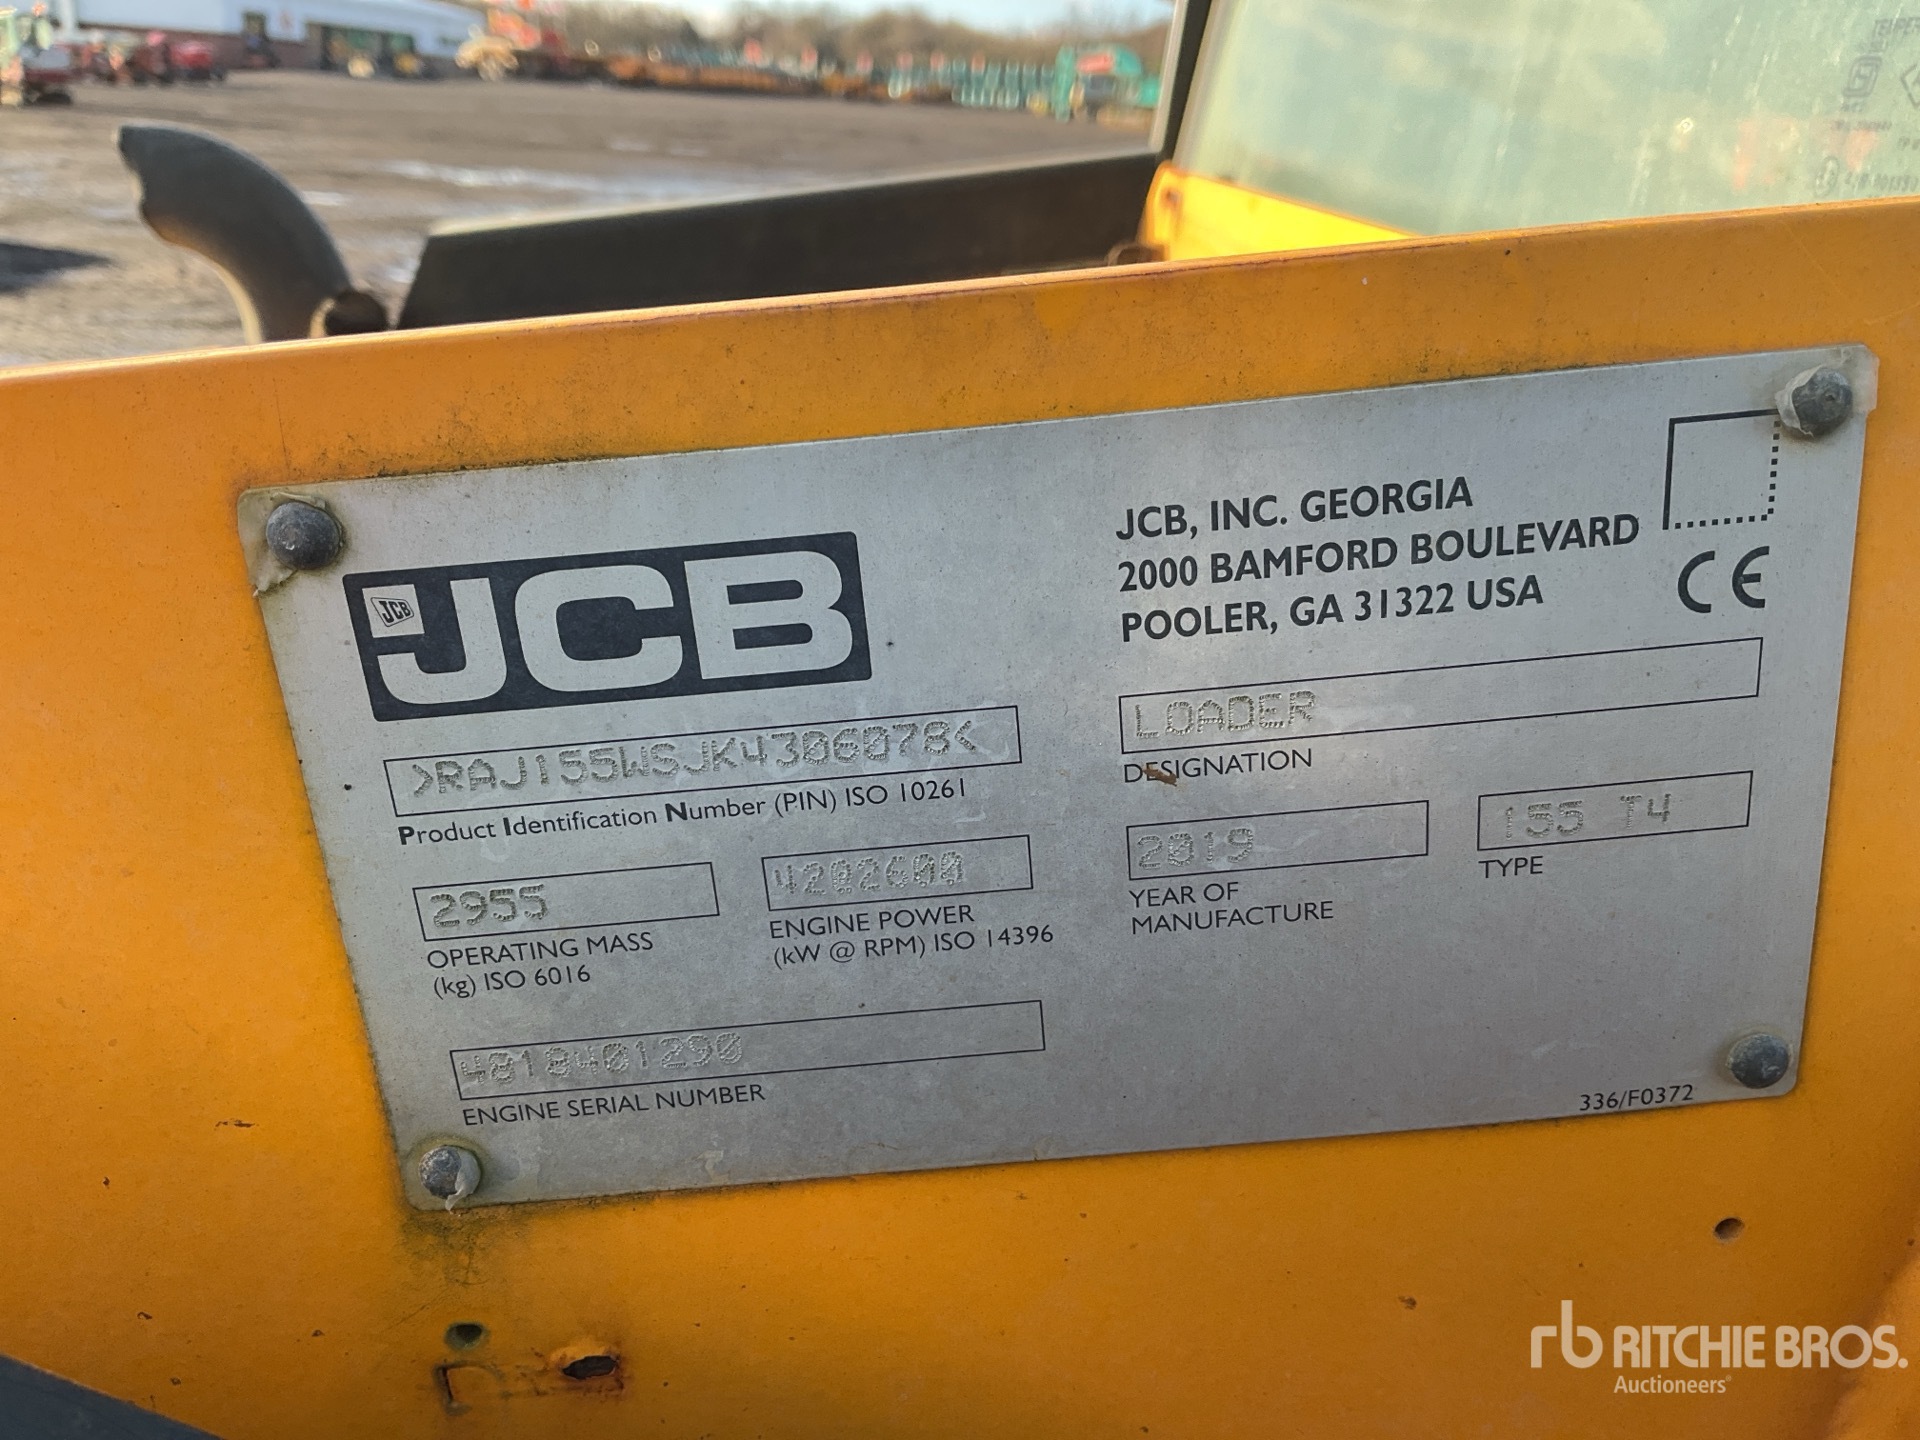 JCB
JCB
JCB, INC. GEORGIA
2000 BAMFORD BOULEVARD
POOLER, GA 31322 USA
CE
>RAJ155WSJK4306078<
Product Identification Number (PIN) ISO 10261
LOADER
DESIGNATION
2955
OPERATING MASS
(kg) ISO 6016
4202600
ENGINE POWER
(kW @ RPM) ISO 14396
2019
YEAR OF
MANUFACTURE
155 T4
TYPE
4818401290
ENGINE SERIAL NUMBER
336/F0372
rb RITCHIE BROS.
Auctioneers